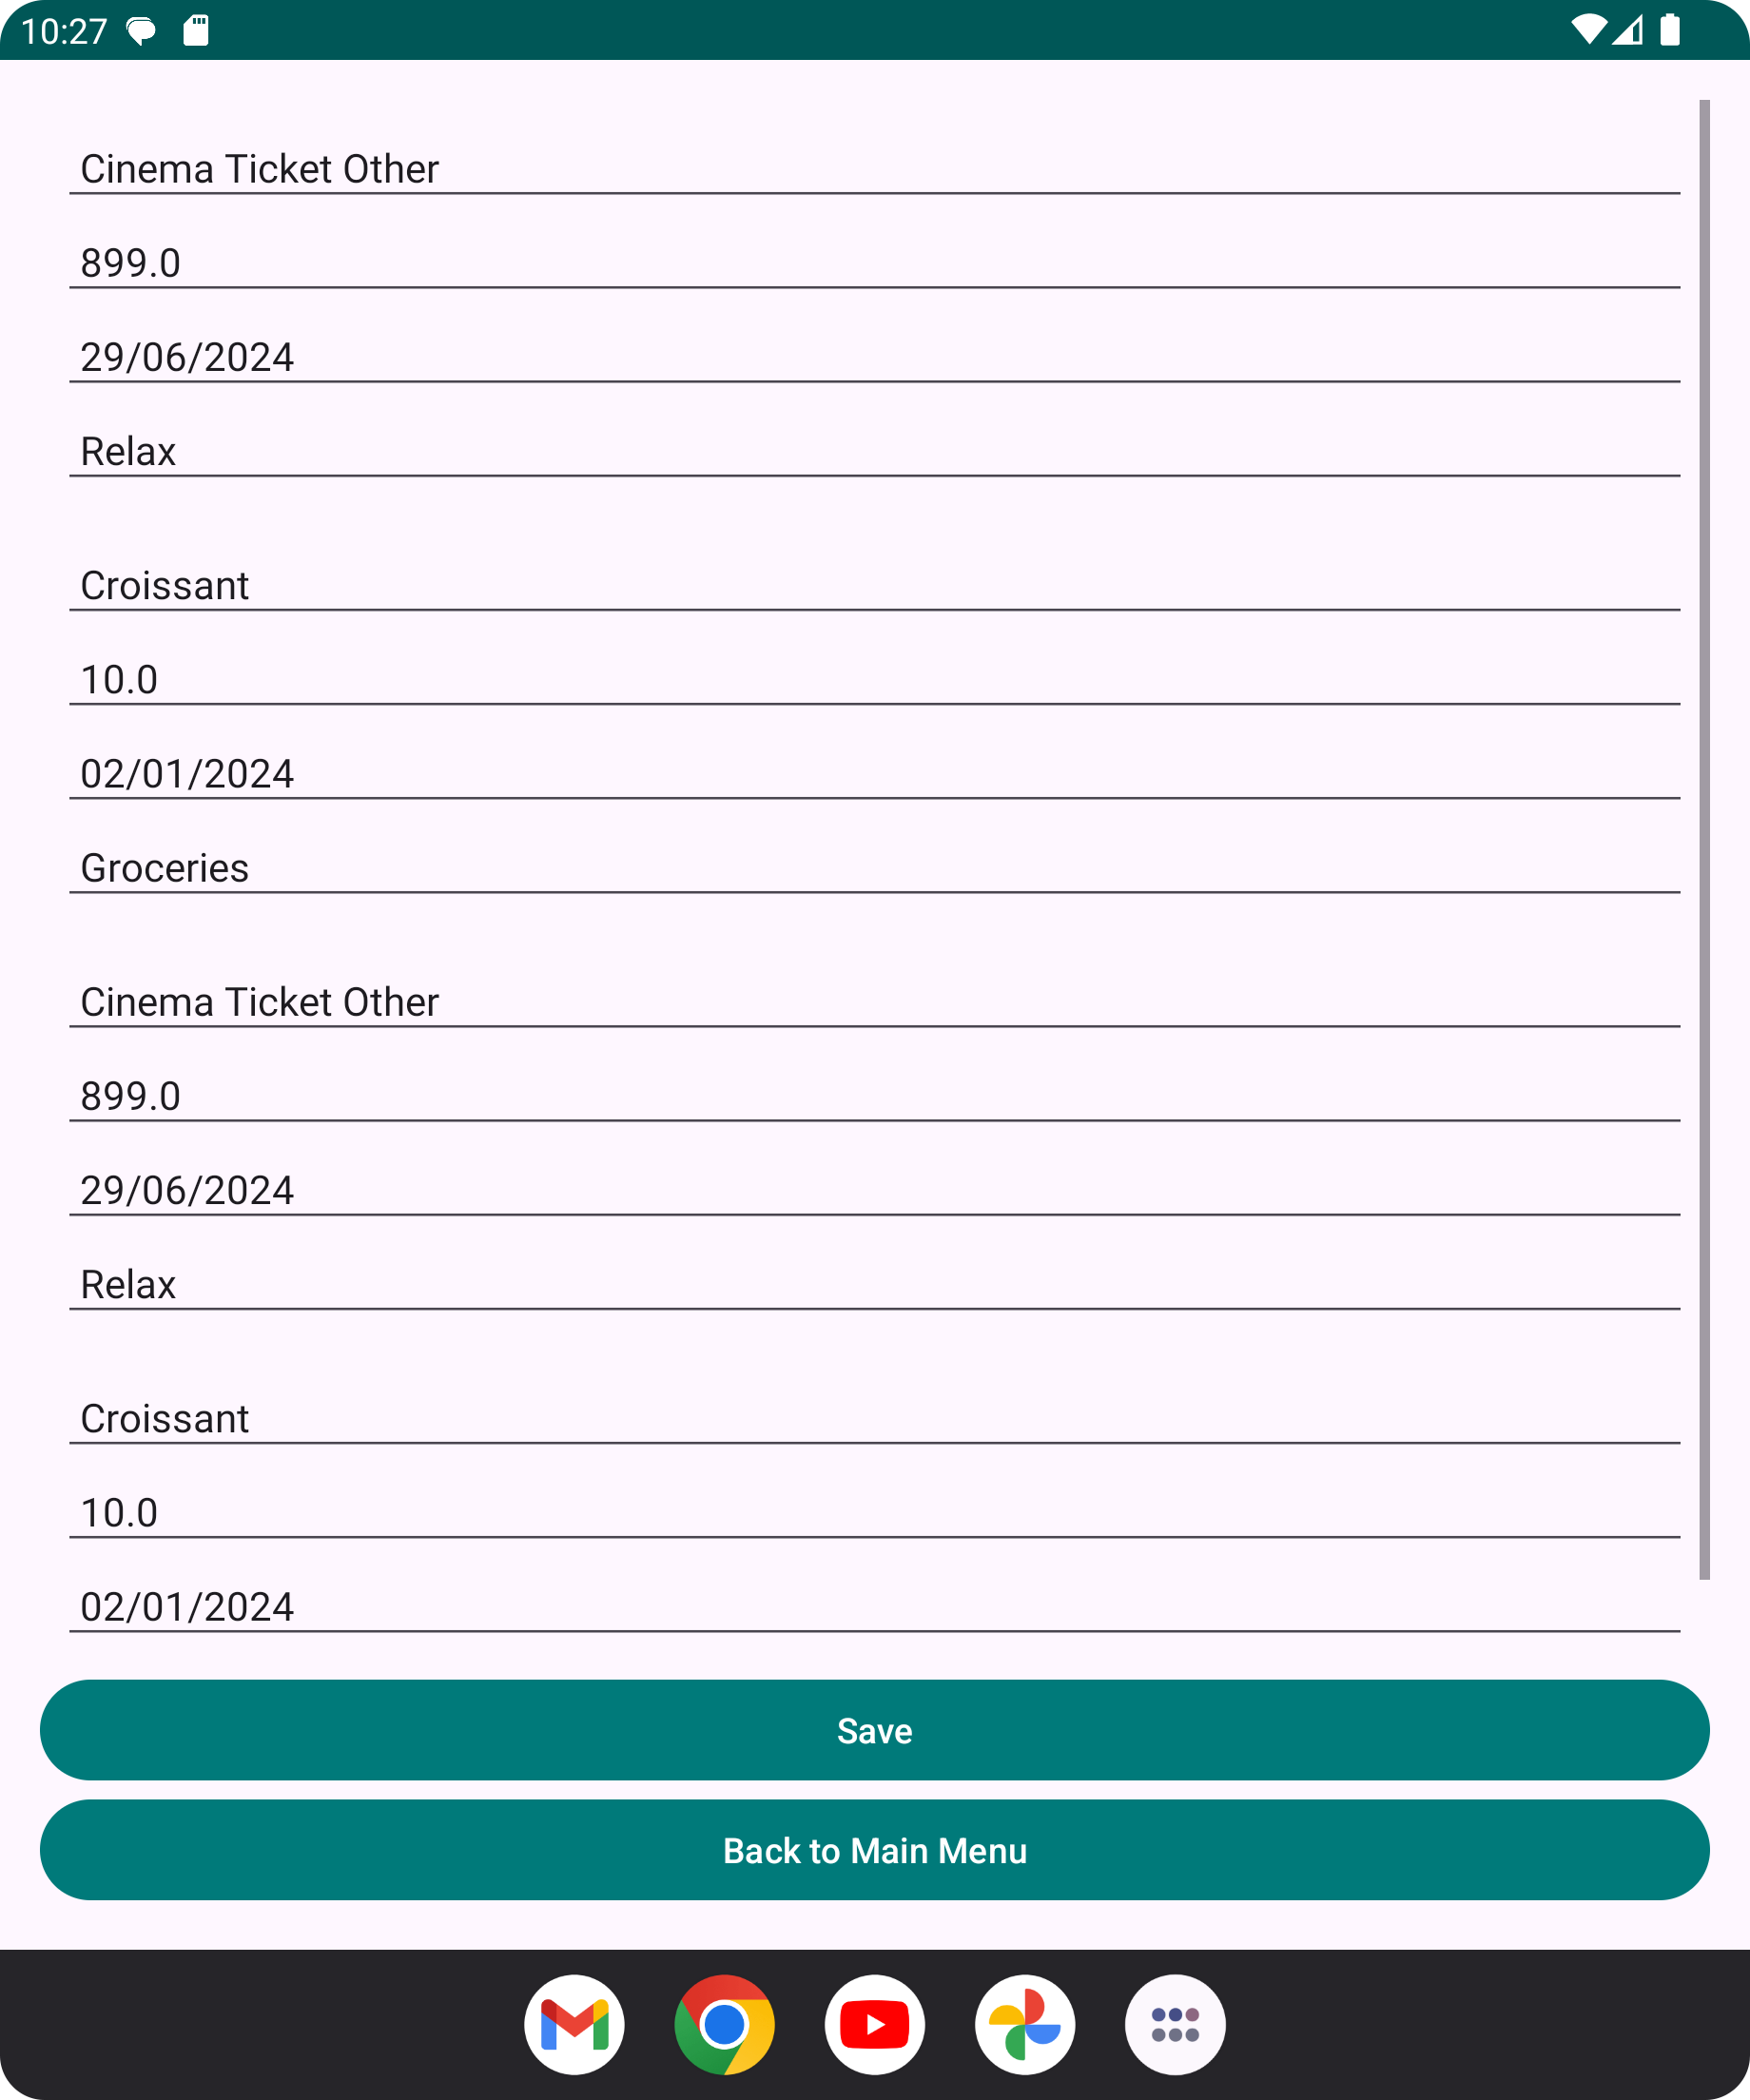 10:27
Cinema Ticket Other
899.0
29/06/2024
Relax
Croissant
10.0
02/01/2024
Groceries
Cinema Ticket Other
899.0
29/06/2024
Relax
Croissant
10.0
02/01/2024
Save
Back to Main Menu